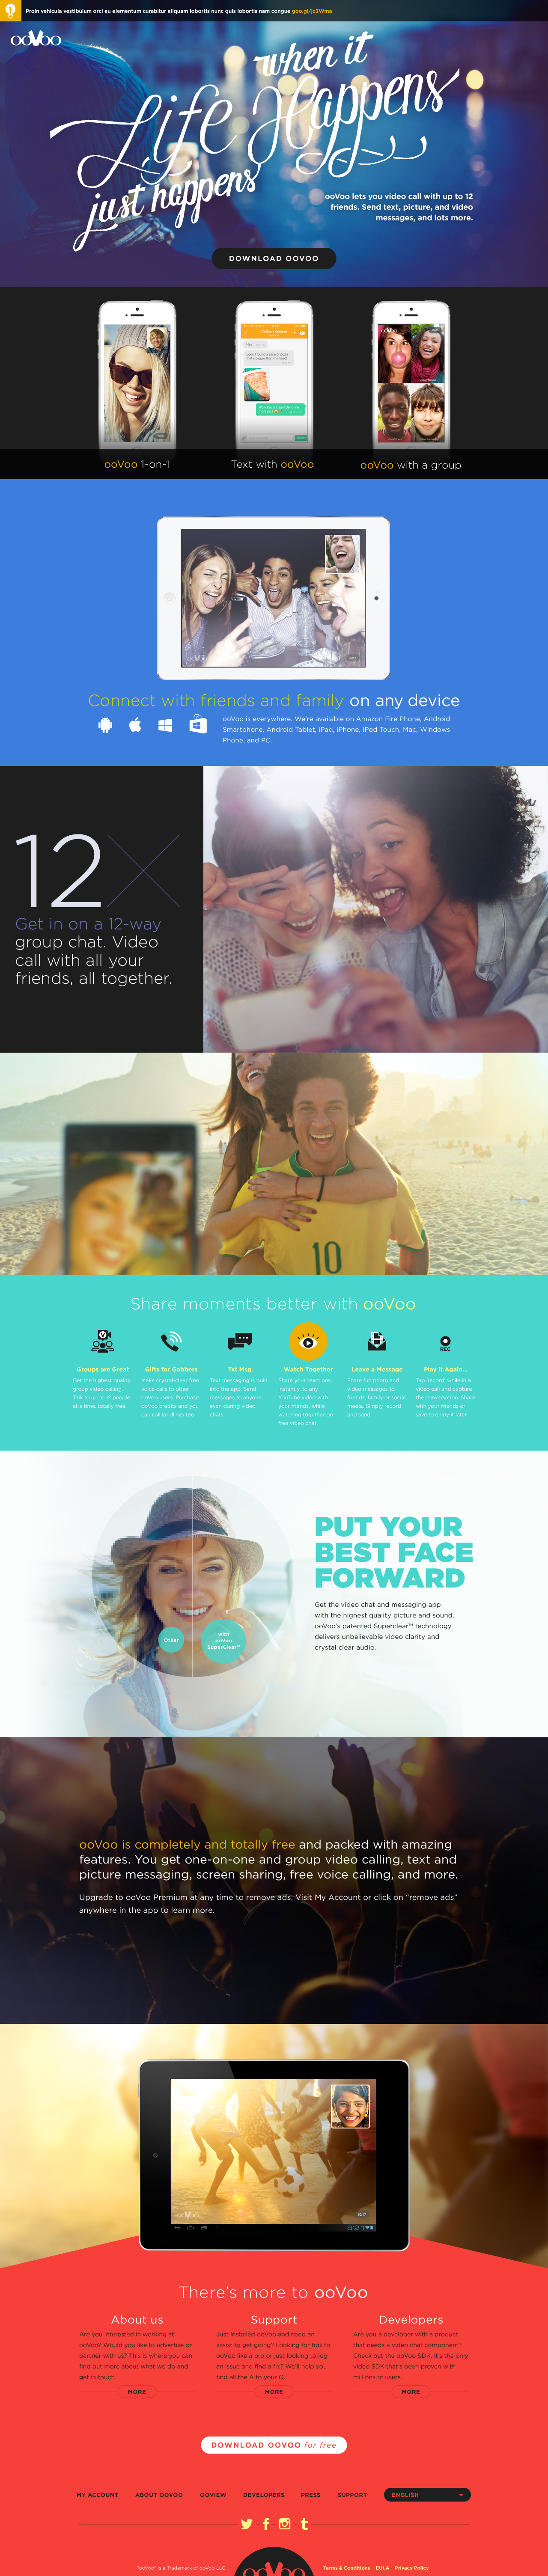 Proin vehicula vestibulum orci eu elementum curabitur aliquam lobortis nunc quis lobortis nam congue goo.gl/jc3Wms
ooVoo
when it
Life Happens
just happens
ooVoo lets you video call with up to 12
friends. Send text, picture, and video
messages, and lots more.
DOWNLOAD OOVOO
ooVoo 1-on-1
Text with ooVoo
ooVoo with a group
Connect with friends and family on any device
ooVoo is everywhere. We're available on Amazon Fire Phone, Android
Smartphone, Android Tablet, iPad, iPhone, iPod Touch, Mac, Windows
Phone, and PC.
12X
Get in on a 12-way
group chat. Video
call with all your
friends, all together.
10
Share moments better with ooVoo
REC
Groups are Great
Get the highest quality
group video calling.
Talk to up to 12 people
at a time, totally free.
Gifts for Gabbers
Make crystal-clear free
voice calls to other
ooVoo users. Purchase
ooVoo credits and you
can call landlines too.
Txt Msg
Text messaging is built
into the app. Send
messages to anyone,
even during video
chats.
Watch Together
Share your reactions,
instantly, to any
YouTube video with
your friends, while
watching together on
free video chat.
Leave a Message
Share fun photo and
video messages to
friends, family or social
media. Simply record
and send.
Play it Again...
Tap 'record' while in a
video call and capture
the conversation. Share
with your friends or
save to enjoy it later.
PUT YOUR
BEST FACE
FORWARD
Get the video chat and messaging app
with the highest quality picture and sound.
ooVoo's patented Superclear™ technology
delivers unbelievable video clarity and
crystal clear audio.
Other
with
ooVoo
SuperClear™
ooVoo is completely and totally free and packed with amazing
features. You get one-on-one and group video calling, text and
picture messaging, screen sharing, free voice calling, and more.
Upgrade to ooVoo Premium at any time to remove ads. Visit My Account or click on "remove ads"
anywhere in the app to learn more.
There's more to ooVoo
About us
Are you interested in working at
ooVoo? Would you like to advertise or
partner with us? This is where you can
find out more about what we do and
get in touch.
MORE
Support
Just installed ooVoo and need an
assist to get going? Looking for tips to
ooVoo like a pro or just looking to log
an issue and find a fix? We'll help you
find all the A to your Q.
MORE
Developers
Are you a developer with a product
that needs a video chat component?
Check out the ooVoo SDK. It's the only
video SDK that's been proven with
millions of users.
MORE
DOWNLOAD OOVOO for free
MY ACCOUNT ABOUT OOVOO OOVIEW DEVELOPERS PRESS SUPPORT ENGLISH
"ooVoo" is a Trademark of ooVoo LLC
ooVoo
Terms & Conditions EULA Privacy Policy